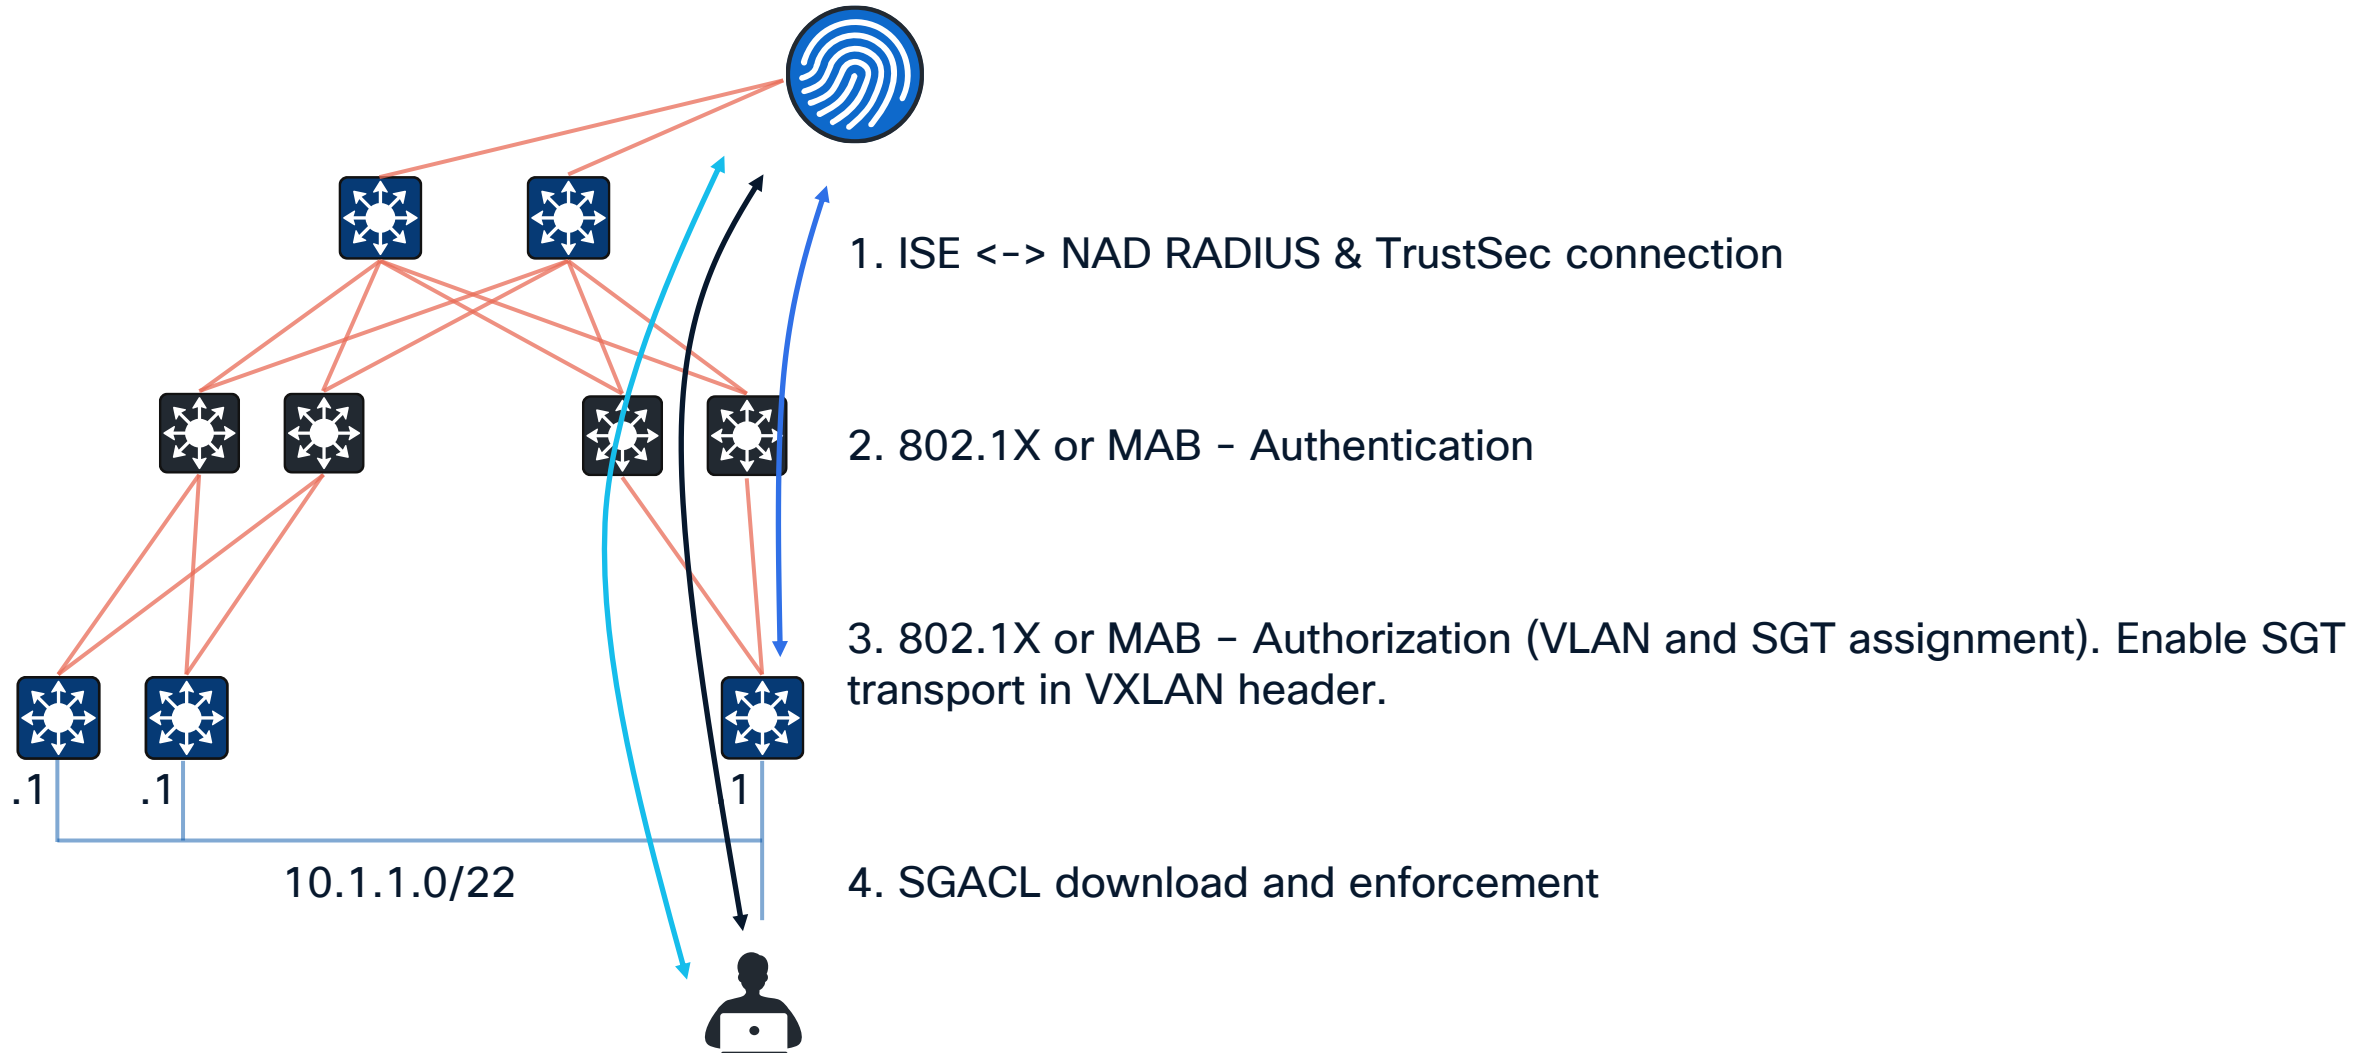 1. ISE <-> NAD RADIUS & TrustSec connection
2. 802.1X or MAB – Authentication
3. 802.1X or MAB – Authorization (VLAN and SGT assignment). Enable SGT
transport in VXLAN header.
.1
.1
1
10.1.1.0/22
4. SGACL download and enforcement